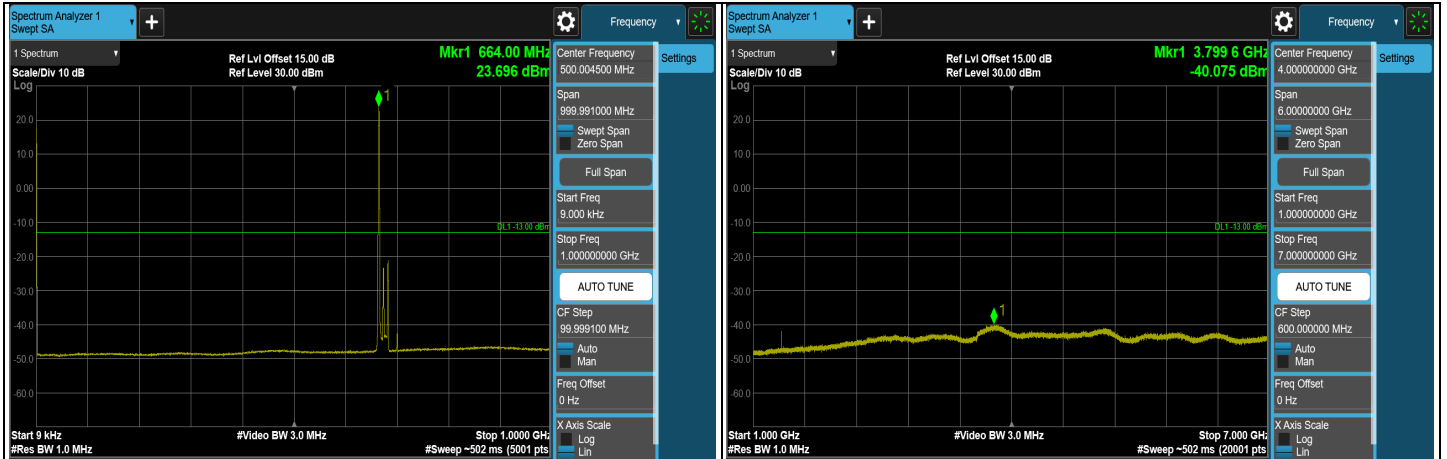 Spectrum Analyzer 1
Swept SA
+
Frequency
1 Spectrum
Scale/Div 10 dB
Log
Ref Lvl Offset 15.00 dB
Ref Level 30.00 dBm
Mkr1 664.00 MHz
23.696 dBm
1
20.0
10.0
0.00
-10.0
-20.0
-30.0
-40.0
-50.0
-60.0
DL1 -13.00 dBm
Start 9 kHz
#Res BW 1.0 MHz
#Video BW 3.0 MHz
Stop 1.0000 GHz
#Sweep ~502 ms (5001 pts
Center Frequency
500.004500 MHz
Span
999.991000 MHz
Swept Span
Zero Span
Full Span
Start Freq
9.000 kHz
Stop Freq
1.000000000 GHz
AUTO TUNE
CF Step
99.999100 MHz
Auto
Man
Freq Offset
0 Hz
X Axis Scale
Log
Lin
Settings
Spectrum Analyzer 1
Swept SA
+
Frequency
1 Spectrum
Scale/Div 10 dB
Log
Ref Lvl Offset 15.00 dB
Ref Level 30.00 dBm
Mkr1 3.799 6 GHz
-40.075 dBm
1
20.0
10.0
0.00
-10.0
-20.0
-30.0
-40.0
-50.0
-60.0
DL1 -13.00 dBm
Start 1.000 GHz
#Res BW 1.0 MHz
#Video BW 3.0 MHz
Stop 7.000 GHz
#Sweep ~502 ms (20001 pts
Center Frequency
4.000000000 GHz
Span
6.00000000 GHz
Swept Span
Zero Span
Full Span
Start Freq
1.000000000 GHz
Stop Freq
7.000000000 GHz
AUTO TUNE
CF Step
600.000000 MHz
Auto
Man
Freq Offset
0 Hz
X Axis Scale
Log
Lin
Settings